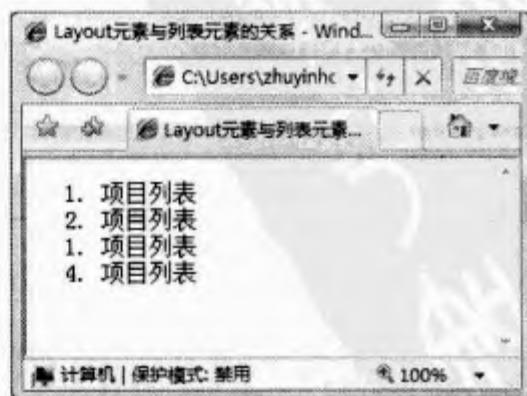 Layout元素与列表元素的关系 - Wind...
C:\Users\zhuyinhc
百度搜
Layout元素与列表元素...
1. 项目列表
2. 项目列表
1. 项目列表
4. 项目列表
计算机 | 保护模式: 禁用
100%